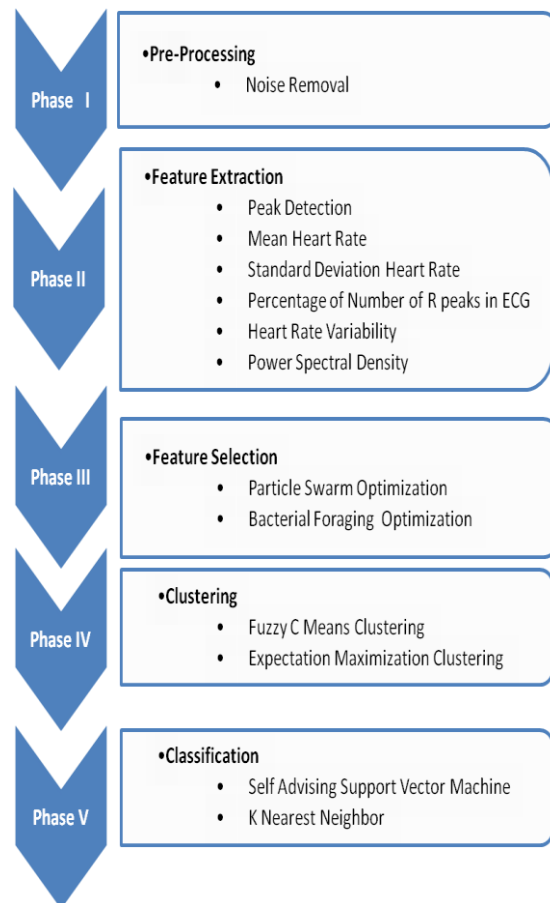 Phase I
•Pre-Processing
• Noise Removal
Phase II
•Feature Extraction
• Peak Detection
• Mean Heart Rate
• Standard Deviation Heart Rate
• Percentage of Number of R peaks in ECG
• Heart Rate Variability
• Power Spectral Density
Phase III
•Feature Selection
• Particle Swarm Optimization
• Bacterial Foraging Optimization
Phase IV
•Clustering
• Fuzzy C Means Clustering
• Expectation Maximization Clustering
Phase V
•Classification
• Self Advising Support Vector Machine
• K Nearest Neighbor